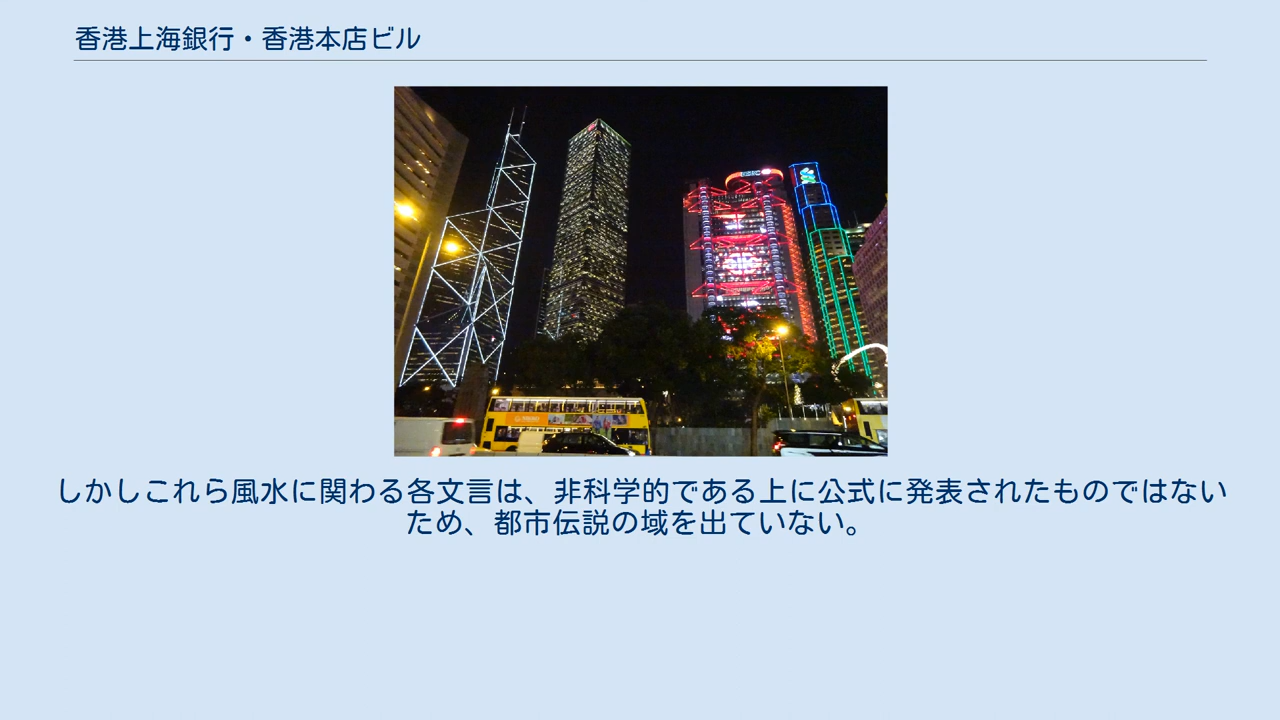 香港上海銀行・香港本店ビル
しかしこれら風水に関わる各文言は、非科学的である上に公式に発表されたものではない
ため、都市伝説の域を出ていない。